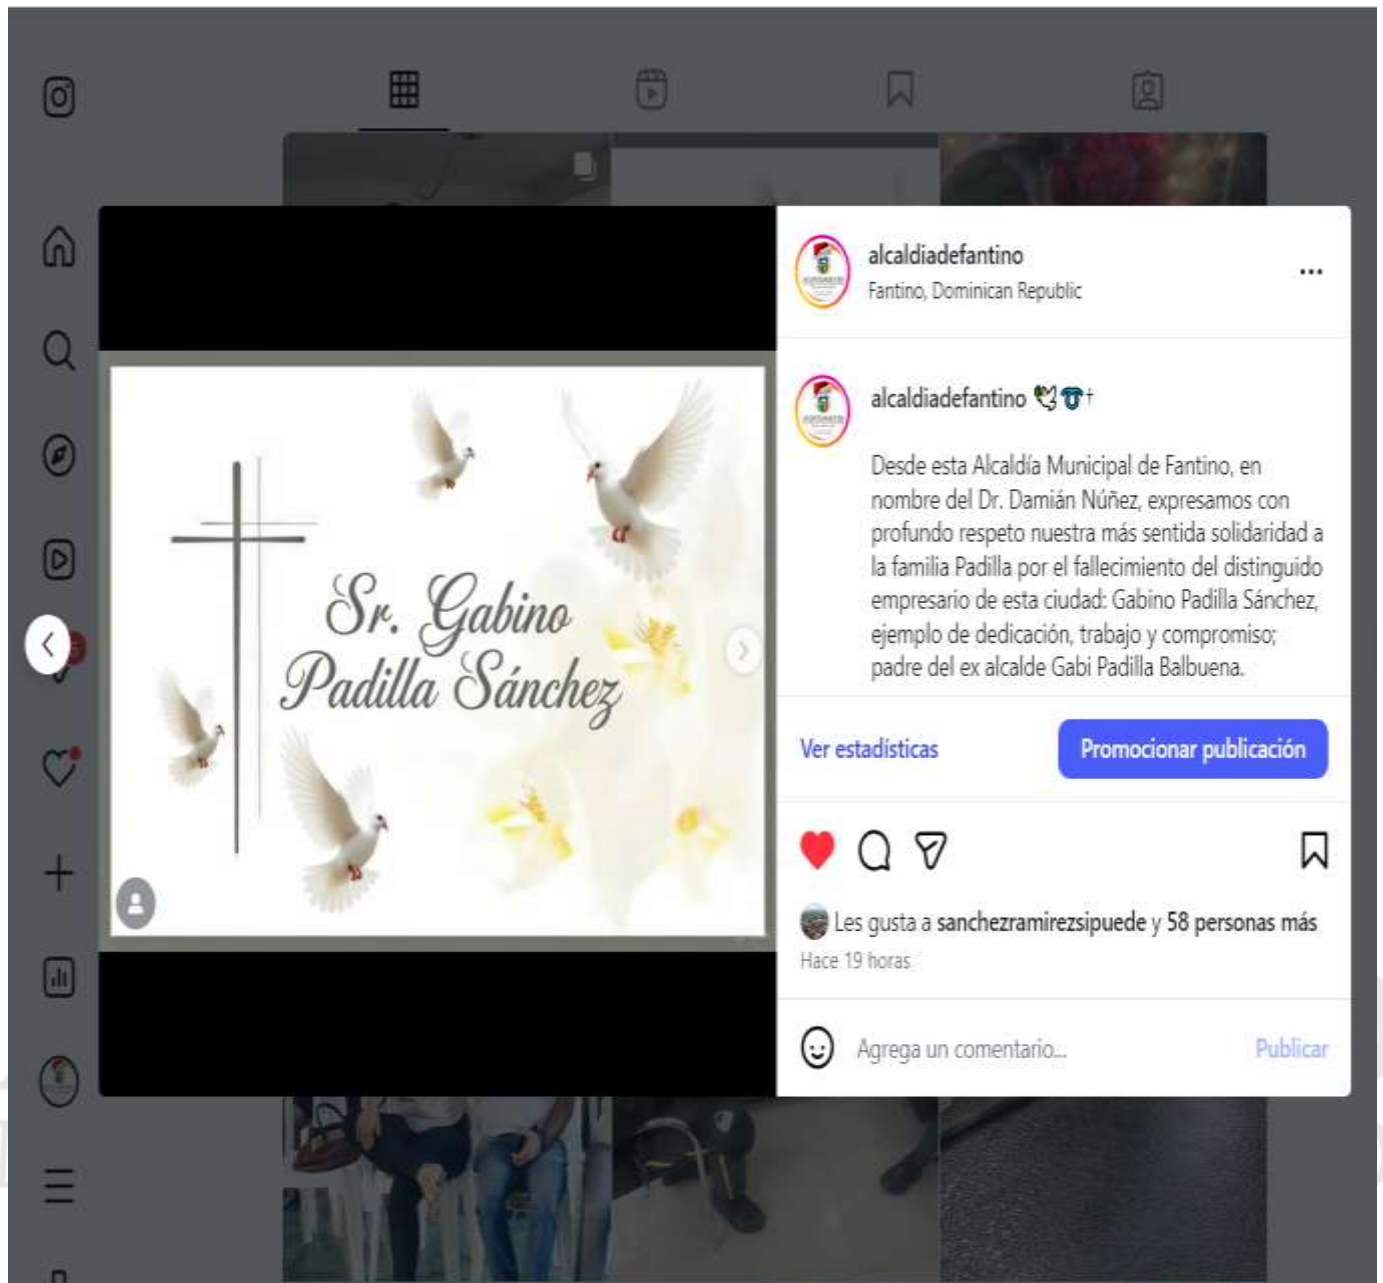 Sr. Gabino
Padilla Sánchez
alcaldiadefantino
Fantino, Dominican Republic
alcaldiadefantino
Desde esta Alcaldía Municipal de Fantino, en
nombre del Dr. Damián Núñez, expresamos con
profundo respeto nuestra más sentida solidaridad a
la familia Padilla por el fallecimiento del distinguido
empresario de esta ciudad: Gabino Padilla Sánchez,
ejemplo de dedicación, trabajo y compromiso;
padre del ex alcalde Gabi Padilla Balbuena.
Ver estadísticas
Promocionar publicación
Les gusta a sanchezramirezsipuede y 58 personas más
Hace 19 horas
Agrega un comentario...
Publicar